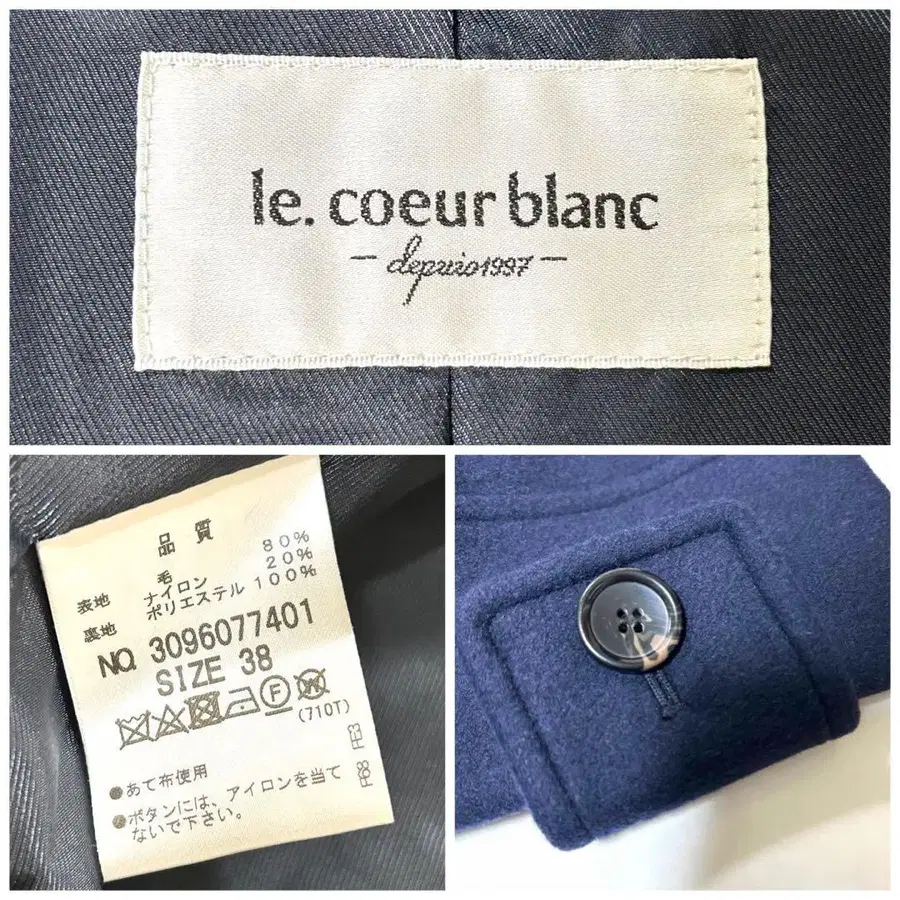 le. coeur blanc
depuis1997
品質
表地 毛 80%
ナイロン 20%
裏地 ポリエステル 100%
NO. 3096077401
SIZE 38
F W
(710T)
●あて布使用
●ボタンには、アイロンを当て
ないで下さい。